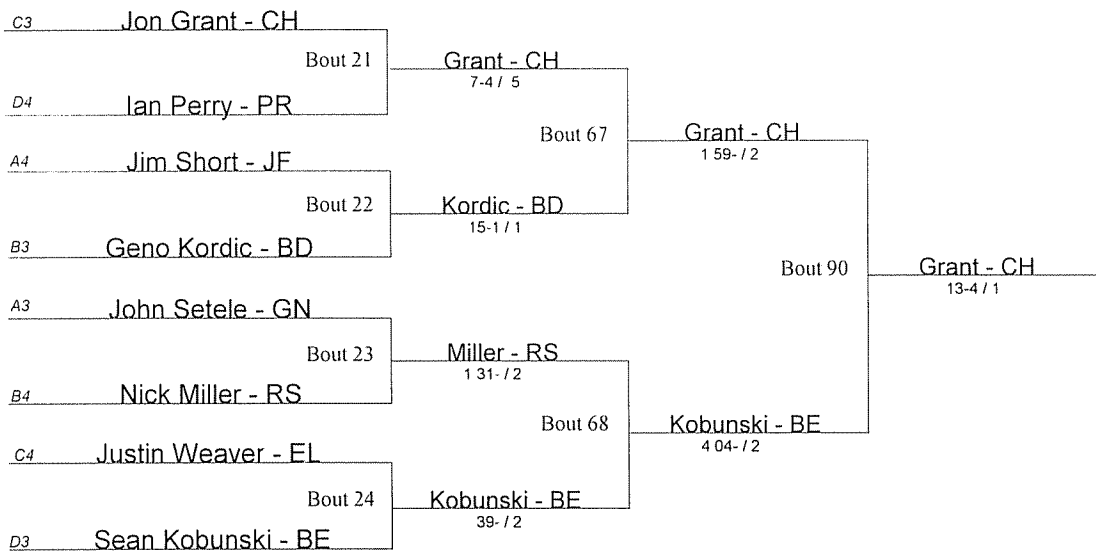 C3 Jon Grant - CH
Bout 21
Grant - CH
7-4 / 5
D4 Ian Perry - PR
Bout 67
Grant - CH
1 59- / 2
A4 Jim Short - JF
Bout 22
Kordic - BD
15-1 / 1
B3 Geno Kordic - BD
Bout 90
Grant - CH
13-4 / 1
A3 John Setele - GN
Bout 23
Miller - RS
1 31- / 2
B4 Nick Miller - RS
Bout 68
Kobunski - BE
4 04- / 2
C4 Justin Weaver - EL
Bout 24
Kobunski - BE
39- / 2
D3 Sean Kobunski - BE